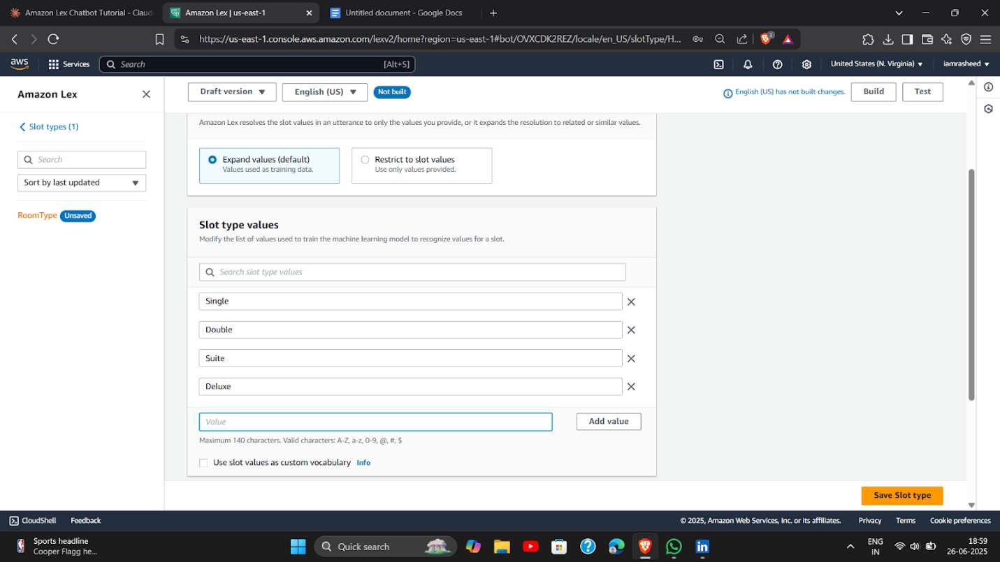 Amazon Lex Chatbot Tutorial - Claud
Amazon Lex | us-east-1
Untitled document - Google Docs
https://us-east-1.console.aws.amazon.com/lexv2/home?region=us-east-1#bot/OVXCDK2REZ/locale/en_US/slotType/H...
2
aws
Services
Search
[Alt+S]
United States (N. Virginia)
iamrasheed
Amazon Lex
Draft version
English (US)
Not built
English (US) has not built changes.
Build
Test
Slot types (1)
Search
Sort by last updated
RoomType Unsaved
Amazon Lex resolves the slot values in an utterance to only the values you provide, or it expands the resolution to related or similar values.
Expand values (default)
Values used as training data.
Restrict to slot values
Use only values provided.
Slot type values
Modify the list of values used to train the machine learning model to recognize values for a slot.
Search slot type values
Single
Double
Suite
Deluxe
Value
Add value
Maximum 140 characters. Valid characters: A-Z, a-z, 0-9, @, #, $
Use slot values as custom vocabulary Info
Save Slot type
CloudShell
Feedback
© 2025, Amazon Web Services, Inc. or its affiliates.
Privacy
Terms
Cookie preferences
Sports headline
Cooper Flagg he...
Quick search
ENG
IN
18:59
26-06-2025